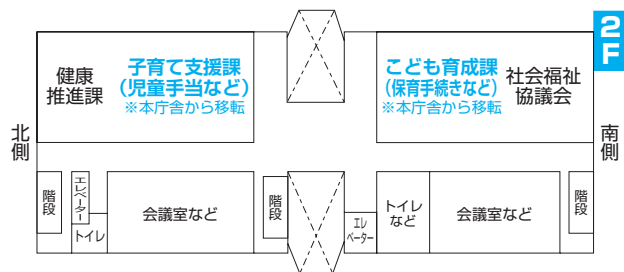 2F
健康
推進課
子育て支援課
(児童手当など)
※本庁舎から移転
こども育成課
(保育手続きなど)
※本庁舎から移転
社会福祉
協議会
北側
南側
階段
エレベーター
トイレ
会議室など
階段
エレ
ベーター
トイレ
など
会議室など
階段